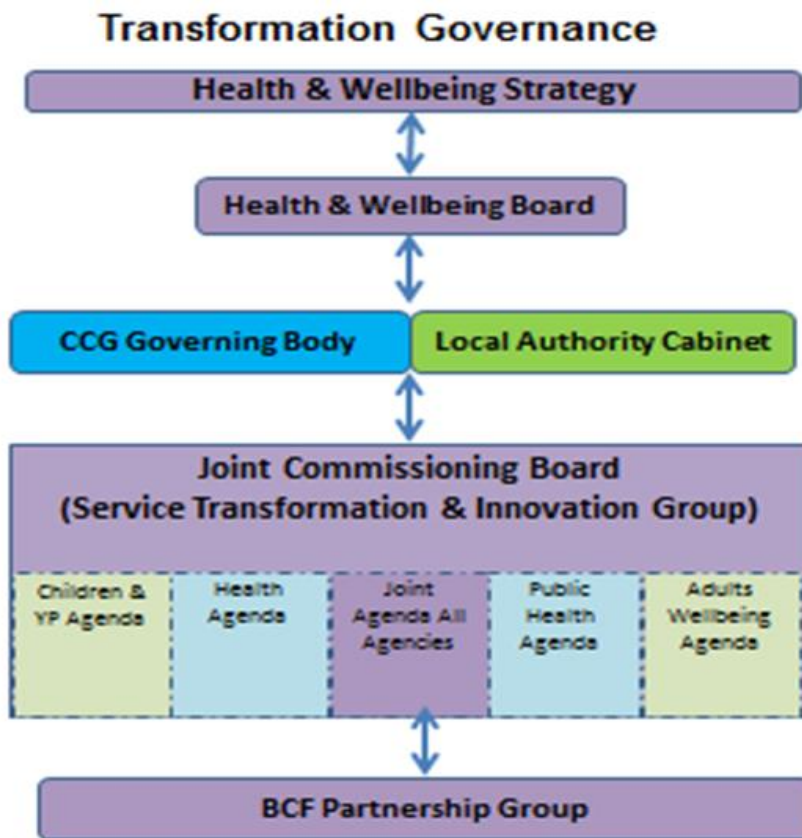 Transformation Governance
Health & Wellbeing Strategy
Health & Wellbeing Board
CCG Governing Body
Local Authority Cabinet
Joint Commissioning Board
(Service Transformation & Innovation Group)
Children &
YP Agenda
Health
Agenda
Joint
Agenda All
Agencies
Public
Health
Agenda
Adults
Wellbeing
Agenda
BCF Partnership Group